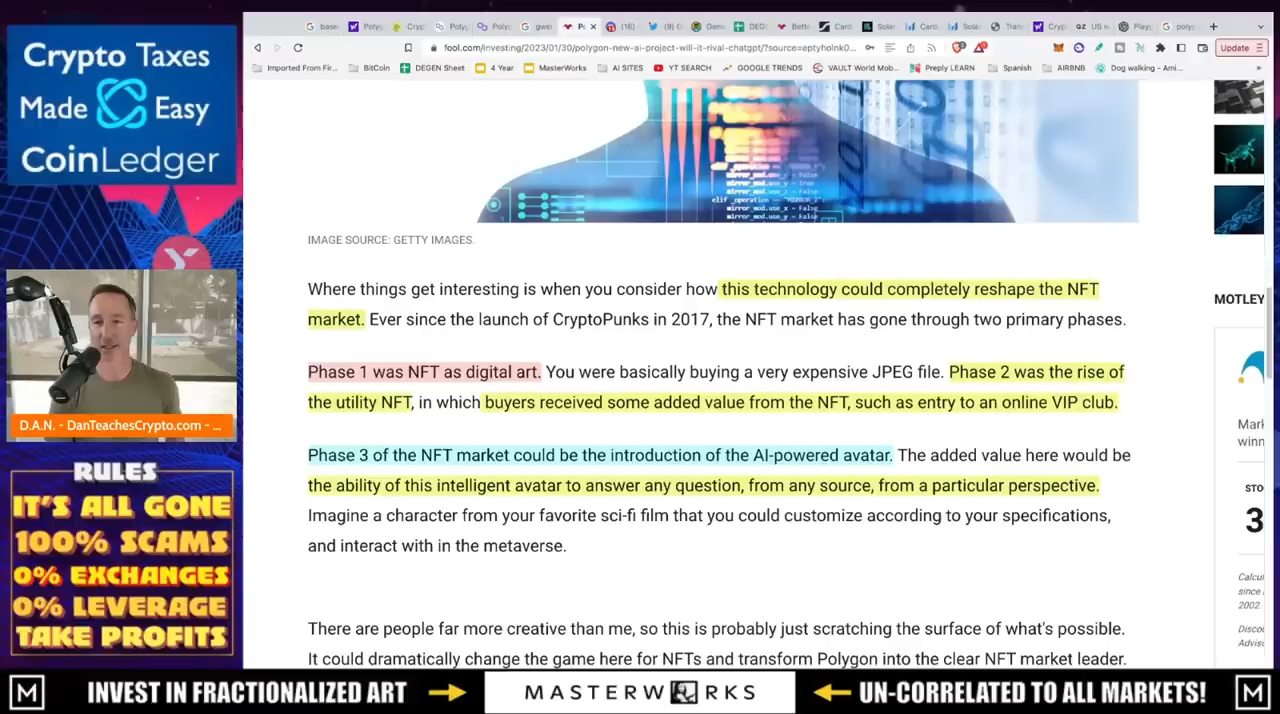 Crypto Taxes
Made Easy
CoinLedger
D.A.N. - DanTeachesCrypto.com - ...
RULES
IT'S ALL GONE
100% SCAMS
0% EXCHANGES
0% LEVERAGE
TAKE PROFITS
fool.com/investing/2023/01/30/polygon-new-ai-project-will-it-rival-chatgpt/?source=eptyholnk0...
Update
Imported From Fir... BitCoin DEGEN Sheet 4 Year MasterWorks AI SITES YT SEARCH GOOGLE TRENDS VAULT World Mob... Preply LEARN Spanish AIRBNB Dog walking - Ami...
IMAGE SOURCE: GETTY IMAGES.
Where things get interesting is when you consider how this technology could completely reshape the NFT
market. Ever since the launch of CryptoPunks in 2017, the NFT market has gone through two primary phases.
Phase 1 was NFT as digital art. You were basically buying a very expensive JPEG file. Phase 2 was the rise of
the utility NFT, in which buyers received some added value from the NFT, such as entry to an online VIP club.
Phase 3 of the NFT market could be the introduction of the AI-powered avatar. The added value here would be
the ability of this intelligent avatar to answer any question, from any source, from a particular perspective.
Imagine a character from your favorite sci-fi film that you could customize according to your specifications,
and interact with in the metaverse.
There are people far more creative than me, so this is probably just scratching the surface of what's possible.
It could dramatically change the game here for NFTs and transform Polygon into the clear NFT market leader.
MOTLEY
Mark
winn
STO
3
Calcu
since
2002.
Disco
Adviso
M INVEST IN FRACTIONALIZED ART MASTERWORKS UN-CORRELATED TO ALL MARKETS! M